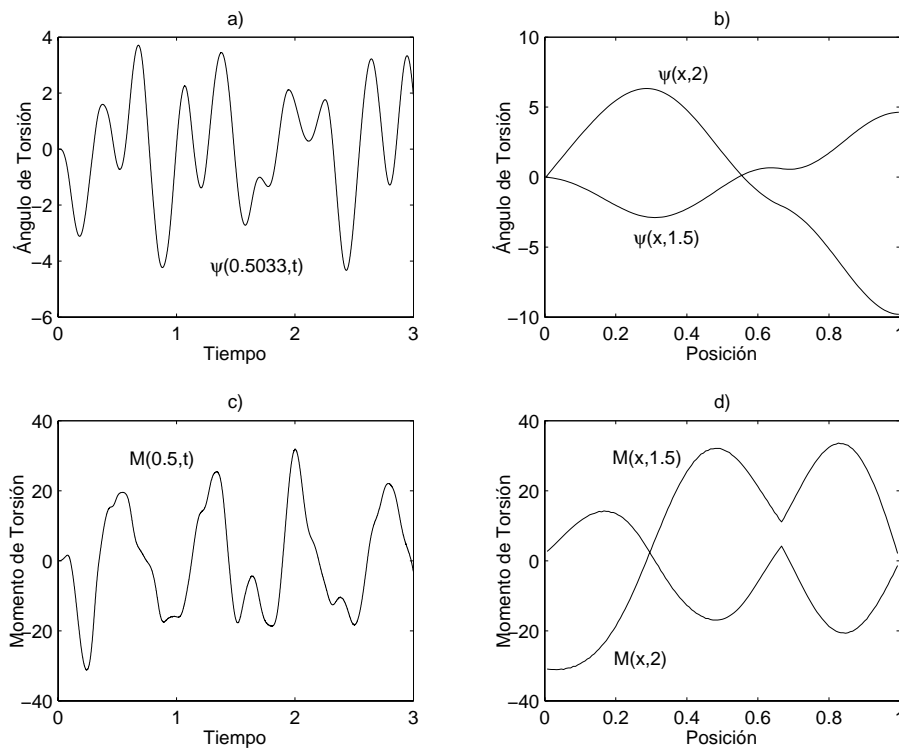 a)
4
2
0
−2
−4
−6
Ángulo de Torsión
ψ(0.5033,t)
0 1 2 3
Tiempo
b)
10
5
0
−5
−10
Ángulo de Torsión
ψ(x,2)
ψ(x,1.5)
0 0.2 0.4 0.6 0.8 1
Posición
c)
40
20
0
−20
−40
Momento de Torsión
M(0.5,t)
0 1 2 3
Tiempo
d)
40
20
0
−20
−40
Momento de Torsión
M(x,1.5)
M(x,2)
0 0.2 0.4 0.6 0.8 1
Posición